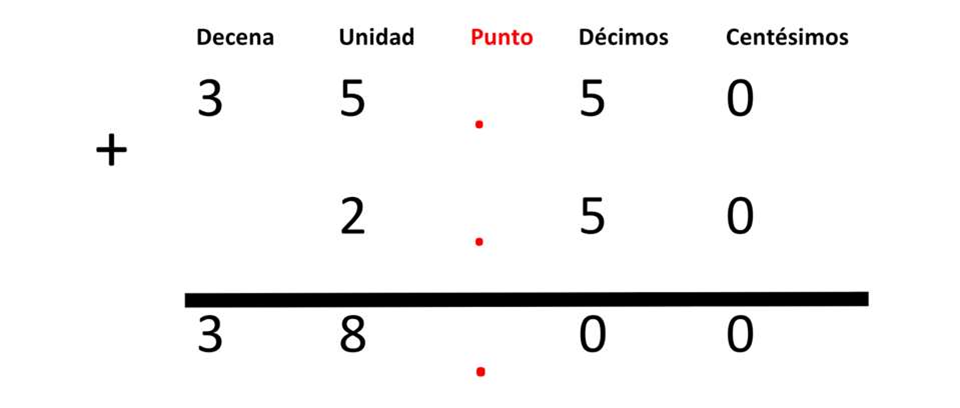 Decena Unidad Punto Décimos Centésimos
3 5 . 5 0
+
2 . 5 0
3 8 . 0 0